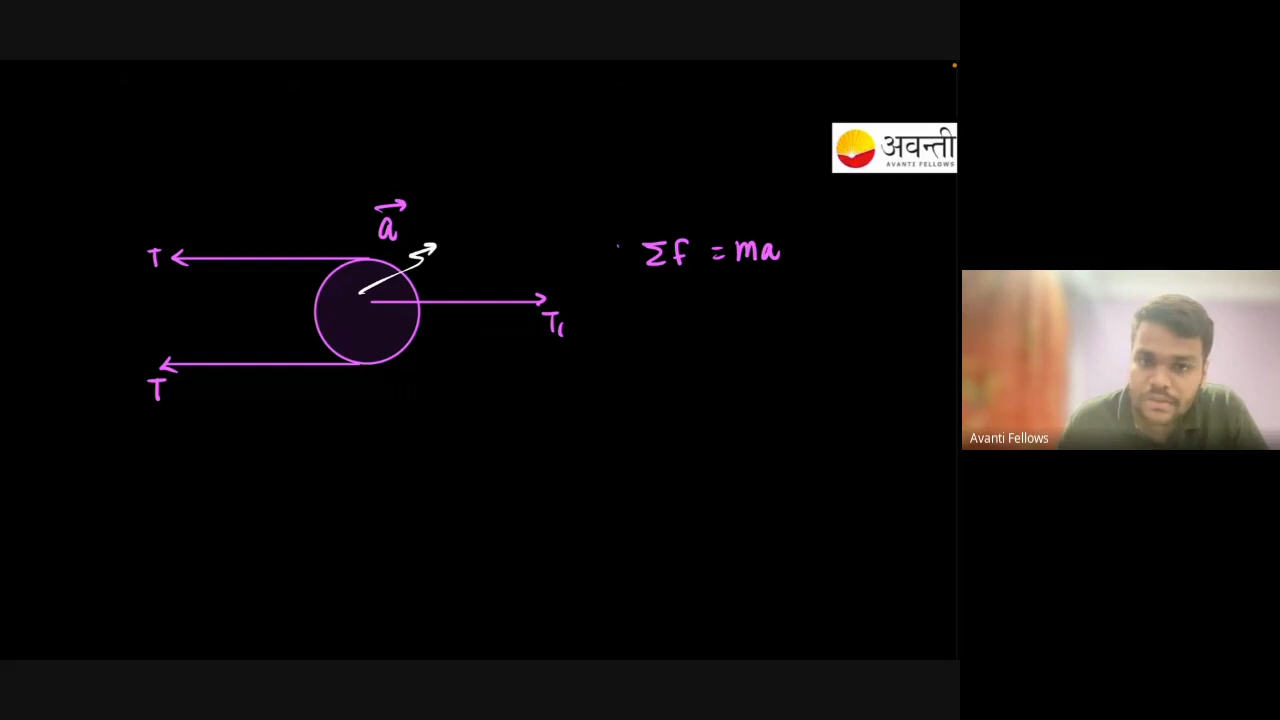 अवन्ती
AVANTI FELLOWS
a
T
Σf = ma
T₁
T
Avanti Fellows